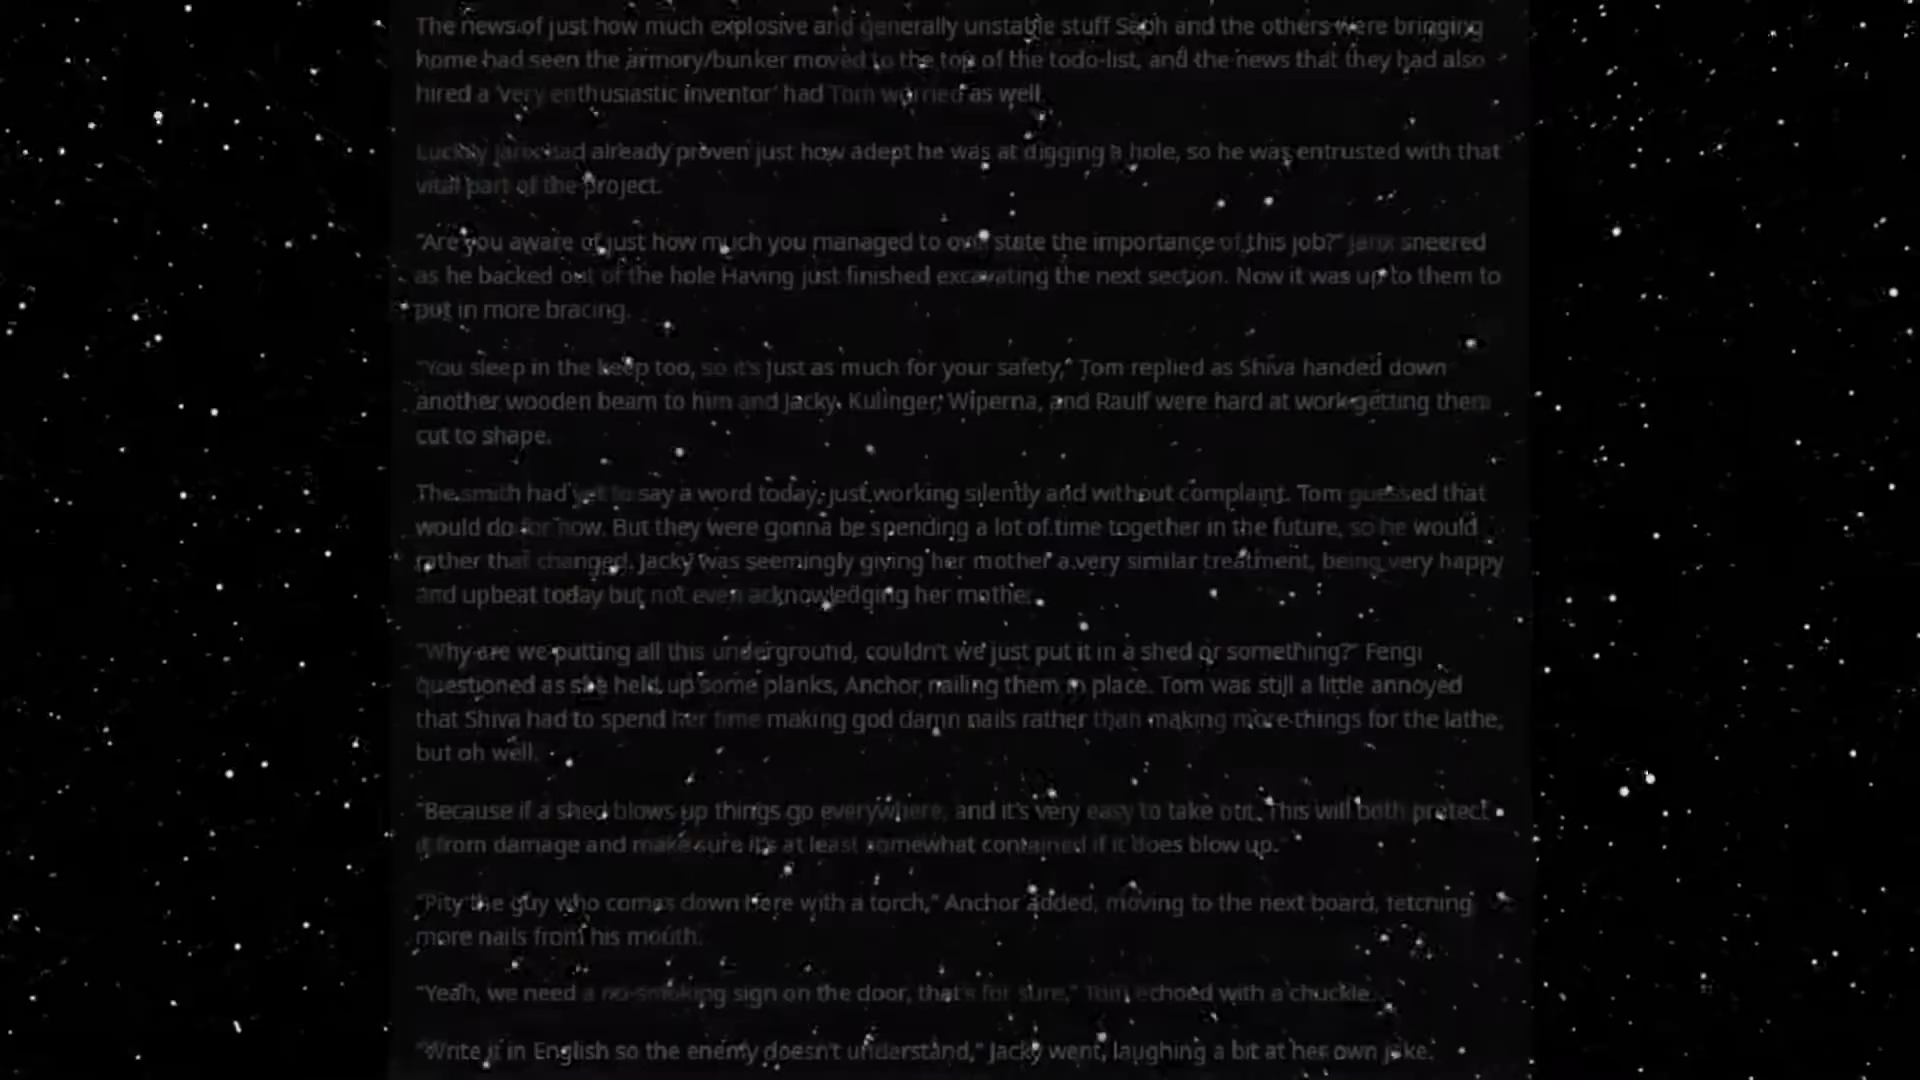 The news of just how much explosive and generally unstable stuff Saph and the others were bringing
home had seen the armory/bunker moved to the top of the todo-list, and the news that they had also
hired a 'very enthusiastic inventor' had Tom worried as well.
Luckily Jarix had already proven just how adept he was at digging a hole, so he was entrusted with that
vital part of the project.
"Are you aware of just how much you managed to over state the importance of this job?" Jarix sneered
as he backed out of the hole Having just finished excavating the next section. Now it was up to them to
put in more bracing.
"You sleep in the keep too, so it's just as much for your safety," Tom replied as Shiva handed down
another wooden beam to him and Jacky. Kulinger, Wiperna, and Raulf were hard at work getting them
cut to shape.
The smith had yet to say a word today, just working silently and without complaint. Tom guessed that
would do for now. But they were gonna be spending a lot of time together in the future, so he would
rather that changed. Jacky was seemingly giving her mother a very similar treatment, being very happy
and upbeat today but not even acknowledging her mother.
"Why are we putting all this underground, couldn't we just put it in a shed or something?" Fengi
questioned as she held up some planks, Anchor nailing them in place. Tom was still a little annoyed
that Shiva had to spend her time making god damn nails rather than making more things for the lathe,
but oh well.
"Because if a shed blows up things go everywhere, and it's very easy to take out. This will both protect
it from damage and make sure it's at least somewhat contained if it does blow up."
"Pity the guy who comes down here with a torch," Anchor added, moving to the next board, fetching
more nails from his mouth.
"Yeah, we need a no-smoking sign on the door, that's for sure," Tom echoed with a chuckle.
"Write it in English so the enemy doesn't understand," Jacky went, laughing a bit at her own joke.